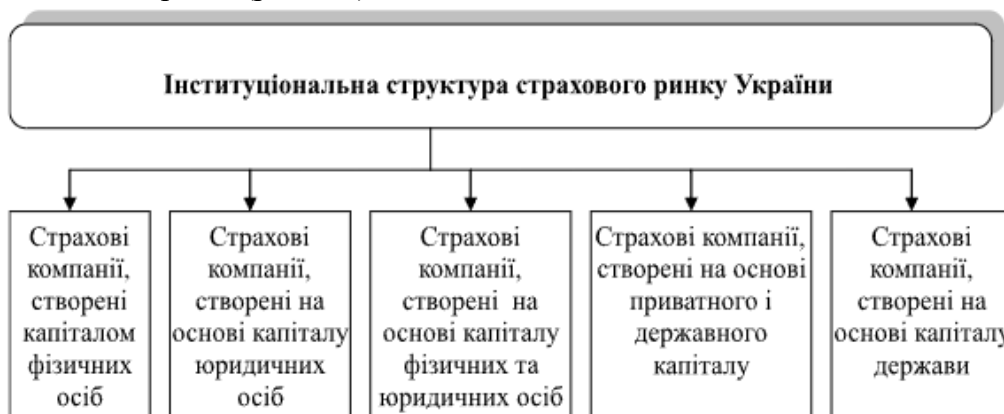 Інституціональна структура страхового ринку України
Страхові
компанії,
створені
капіталом
фізичних
осіб
Страхові
компанії,
створені на
основі капіталу
юридичних
осіб
Страхові
компанії,
створені на
основі капіталу
фізичних та
юридичних осіб
Страхові компанії,
створені на основі
приватного і
державного
капіталу
Страхові
компанії,
створені на
основі капіталу
держави